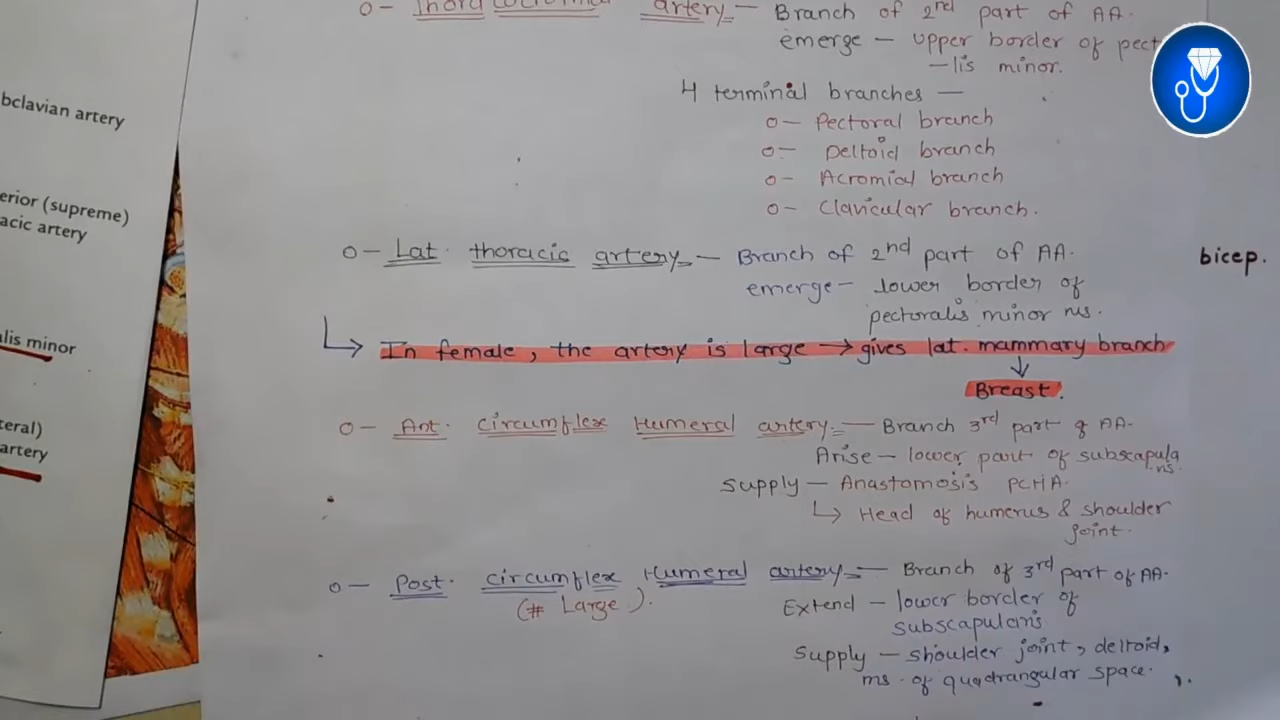 bclavian artery
erior (supreme)
acic artery
alis minor
teral)
artery
o- Thoracoacromial artery - Branch of 2nd part of AA.
emerge - upper border of pect
-lis minor.
4 terminal branches -
o- Pectoral branch
o- Deltoid branch
o- Acromial branch
o- Clavicular branch.
o- Lat. thoracic artery - Branch of 2nd part of AA.
emerge - lower border of
pectoralis minor ms.
↳ In female, the artery is large → gives lat. mammary branch
↓
Breast.
o- Ant. circumflex Humeral artery. - Branch 3rd part of AA.
Arise - lower part of subscapula
ns.
Supply - Anastomosis PCHA.
↳ Head of humerus & shoulder
joint.
o- Post. circumflex Humeral artery - Branch of 3rd part of AA.
(# Large).
Extend - lower border of
subscapularis
Supply - shoulder joint, deltoid,
ms. of quadrangular space.
bicep.